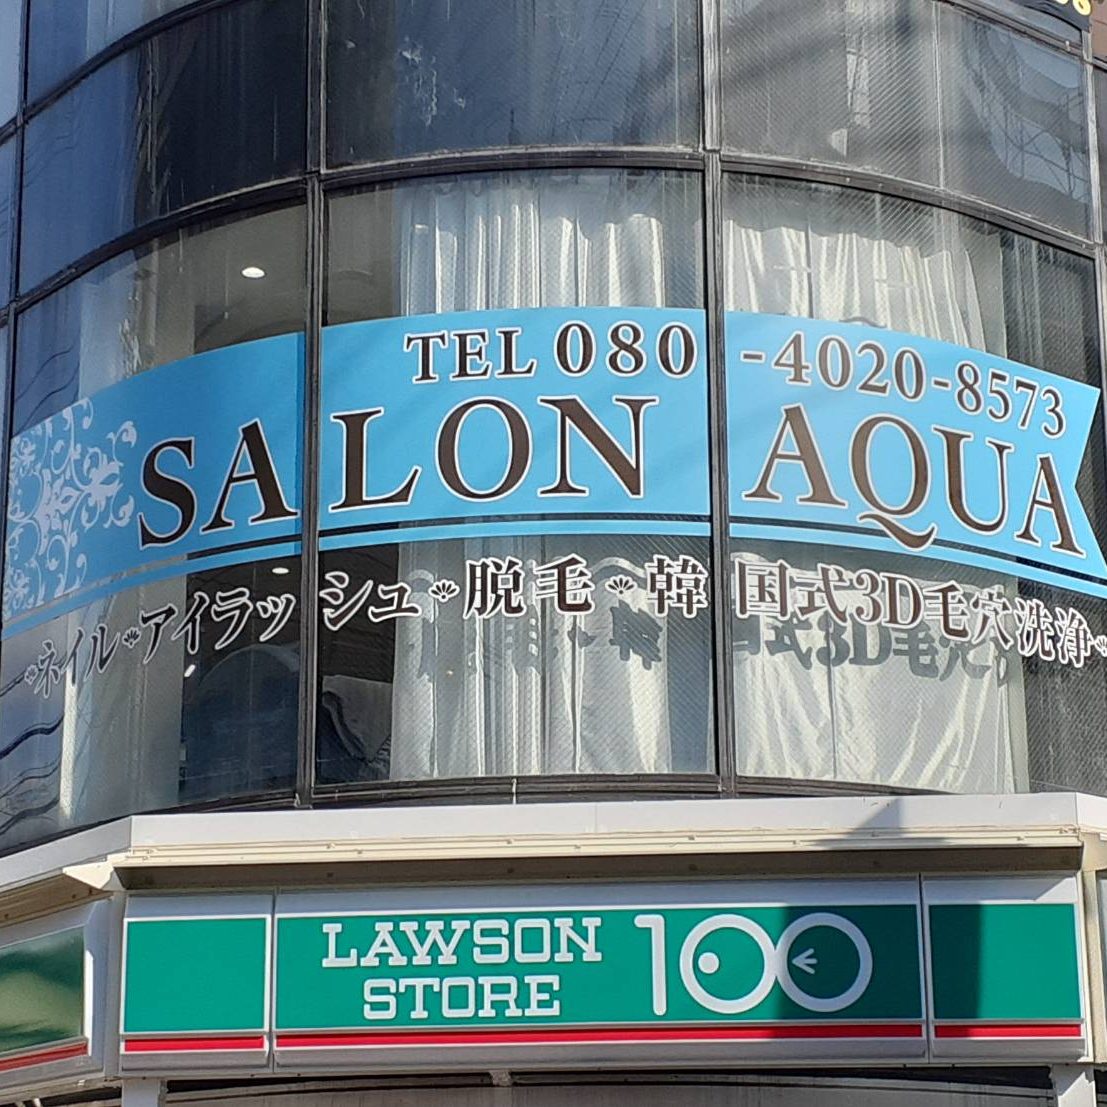 TEL 080-4020-8573
SALON AQUA
ネイル アイラッシュ 脱毛 韓国式3D毛穴洗浄
LAWSON
STORE
100